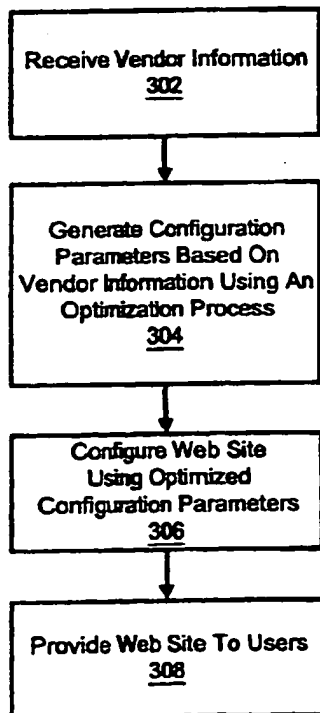 Receive Vendor Information
302
Generate Configuration
Parameters Based On
Vendor Information Using An
Optimization Process
304
Configure Web Site
Using Optimized
Configuration Parameters
306
Provide Web Site To Users
308